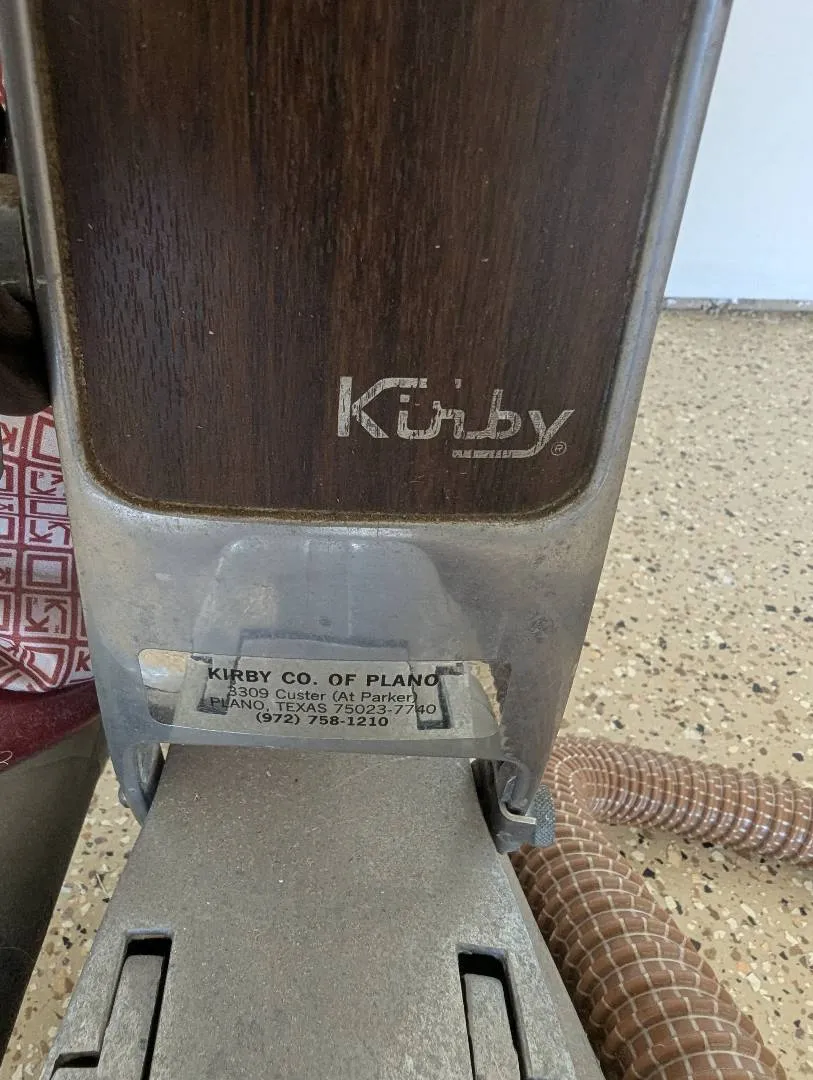 Kirby®
KIRBY CO. OF PLANO
3309 Custer (At Parker)
PLANO, TEXAS 75023-7740
(972) 758-1210